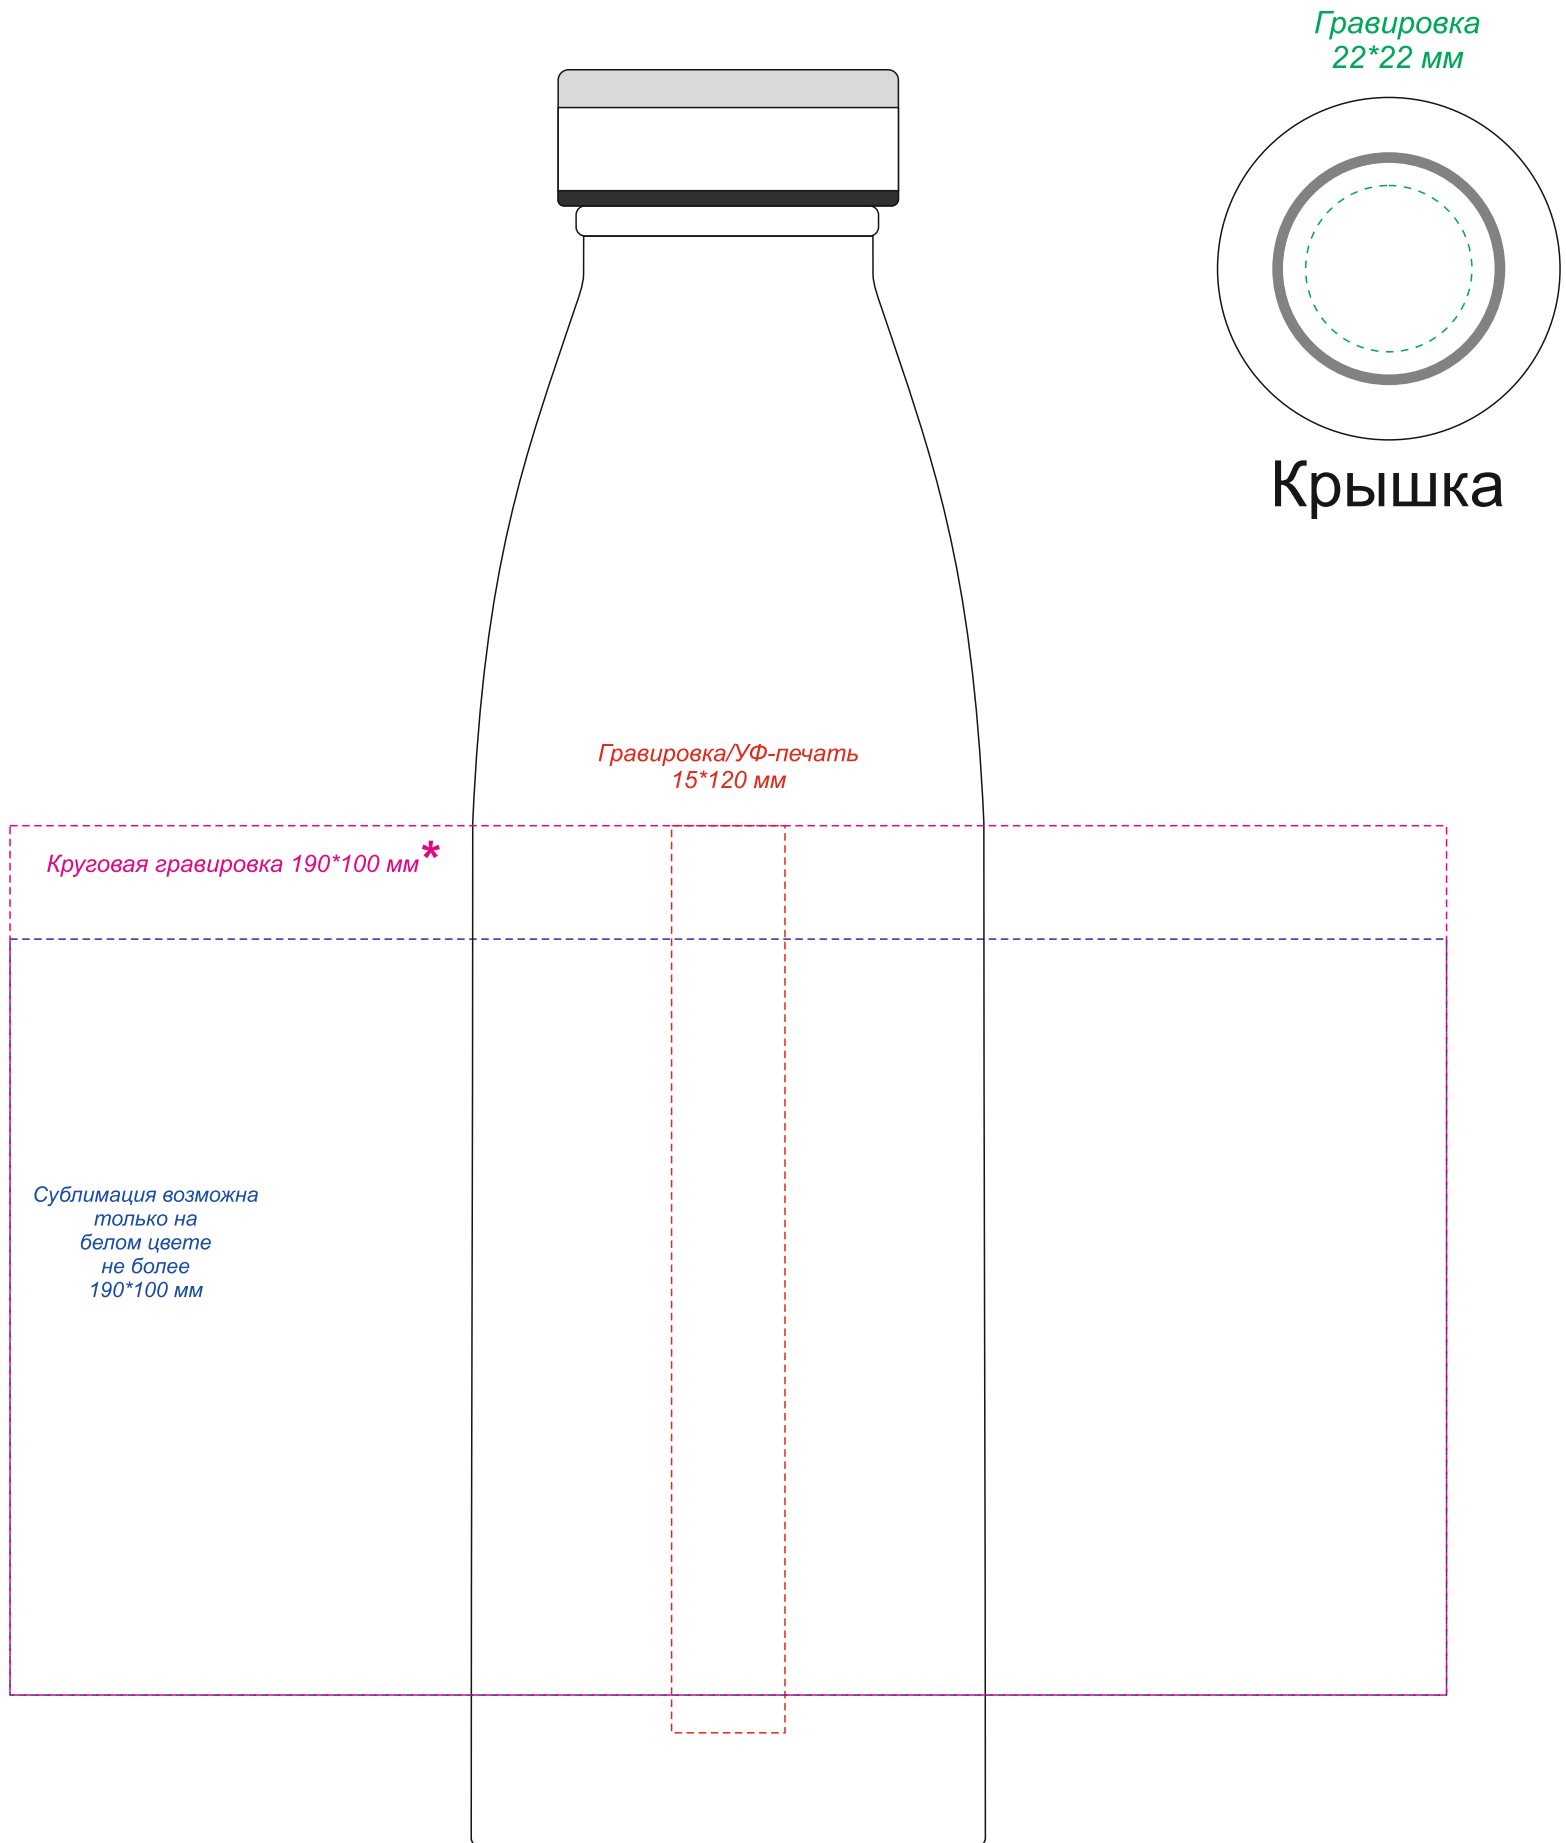 Гравировка
22*22 мм
Крышка
Гравировка/УФ-печать
15*120 мм
Круговая гравировка 190*100 мм*
Сублимация возможна
только на
белом цвете
не более
190*100 мм